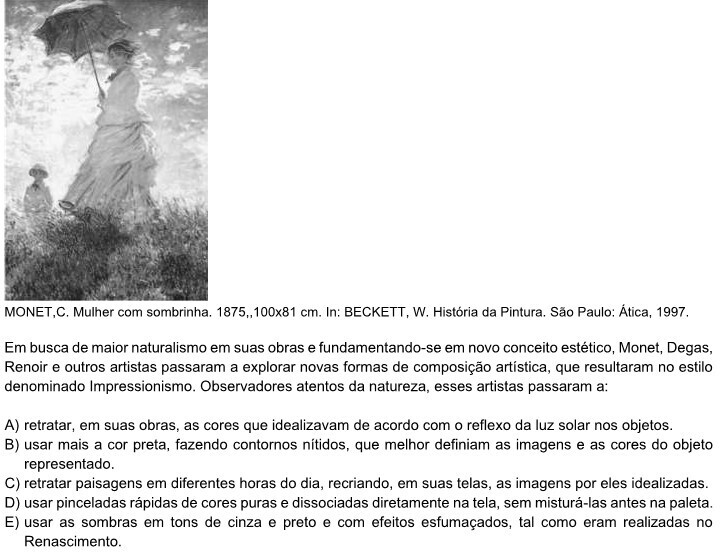 MONET,C. Mulher com sombrinha. 1875,,100x81 cm. In: BECKETT, W. História da Pintura. São Paulo: Ática, 1997.
Em busca de maior naturalismo em suas obras e fundamentando-se em novo conceito estético, Monet, Degas,
Renoir e outros artistas passaram a explorar novas formas de composição artística, que resultaram no estilo
denominado Impressionismo. Observadores atentos da natureza, esses artistas passaram a:
A) retratar, em suas obras, as cores que idealizavam de acordo com o reflexo da luz solar nos objetos.
B) usar mais a cor preta, fazendo contornos nítidos, que melhor definiam as imagens e as cores do objeto
representado.
C) retratar paisagens em diferentes horas do dia, recriando, em suas telas, as imagens por eles idealizadas.
D) usar pinceladas rápidas de cores puras e dissociadas diretamente na tela, sem misturá-las antes na paleta.
E) usar as sombras em tons de cinza e preto e com efeitos esfumaçados, tal como eram realizadas no
Renascimento.